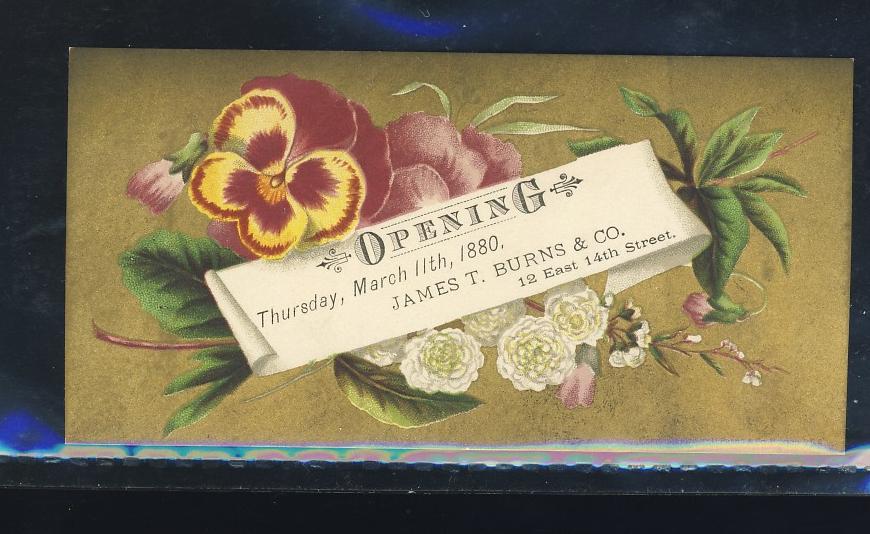 OPENING
Thursday, March 11th, 1880,
JAMES T. BURNS & CO.
12 East 14th Street.